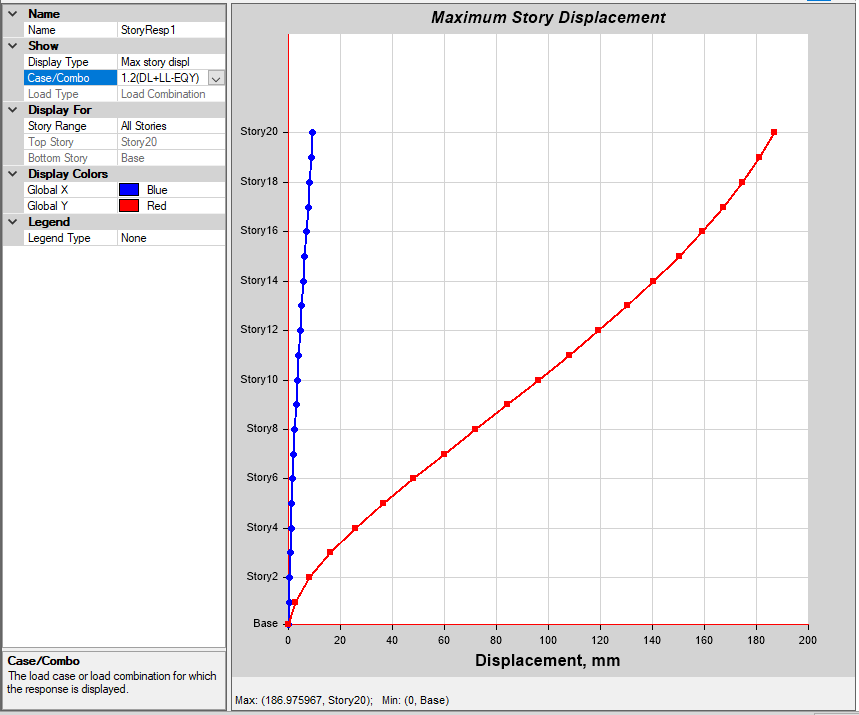 Name
Name StoryResp1
Show
Display Type Max story displ
Case/Combo 1.2(DL+LL-EQY)
Load Type Load Combination
Display For
Story Range All Stories
Top Story Story20
Bottom Story Base
Display Colors
Global X Blue
Global Y Red
Legend
Legend Type None
Case/Combo
The load case or load combination for which
the response is displayed.
Maximum Story Displacement
Story20
Story18
Story16
Story14
Story12
Story10
Story8
Story6
Story4
Story2
Base
0 20 40 60 80 100 120 140 160 180 200
Displacement, mm
Max: (186.975967, Story20); Min: (0, Base)